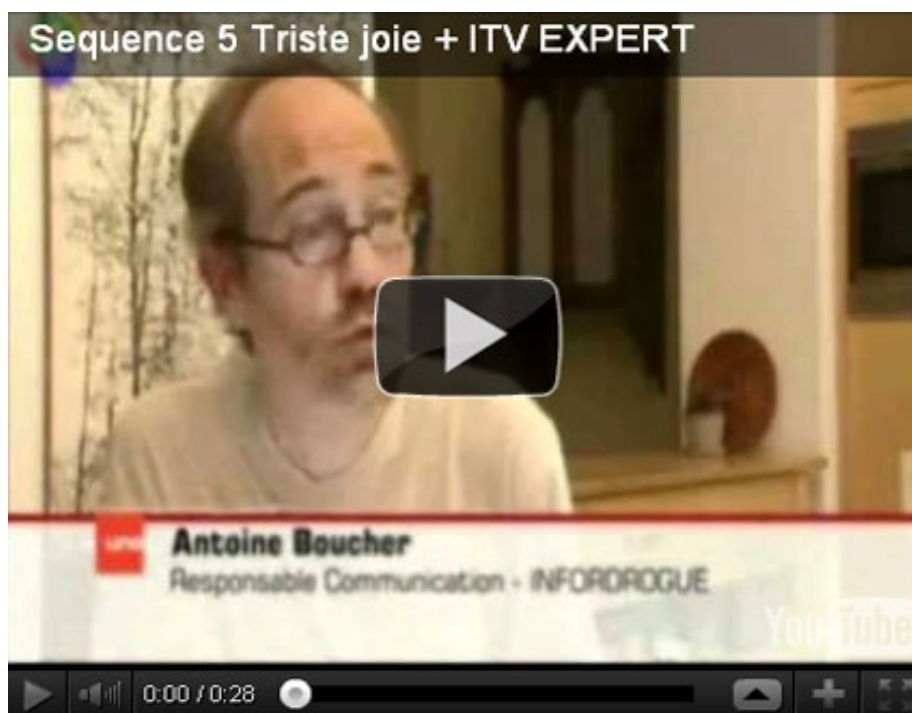 Sequence 5 Triste joie + ITV EXPERT
Antoine Boucher
Responsable Communication - INFORDROGUE
YouTube
0:00 / 0:28